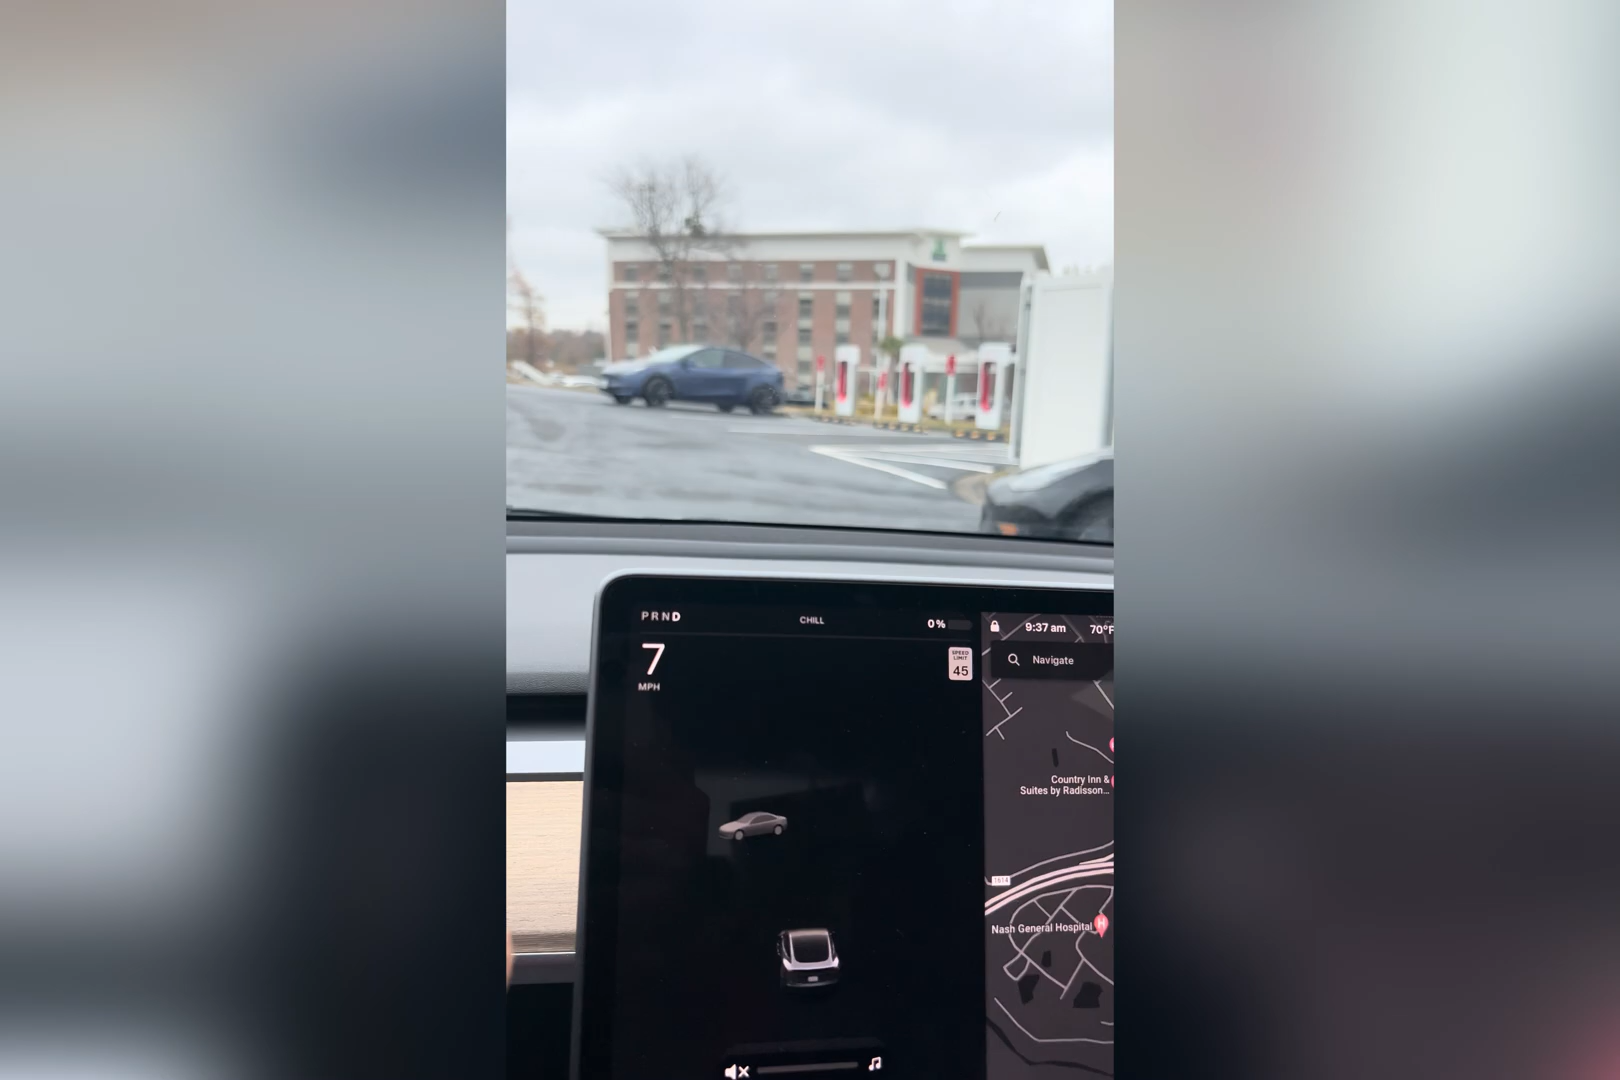 PRND
CHILL
0%
7
MPH
SPEED
LIMIT
45
9:37 am
70°F
Navigate
Country Inn &
Suites by Radisson...
1614
Nash General Hospital
H